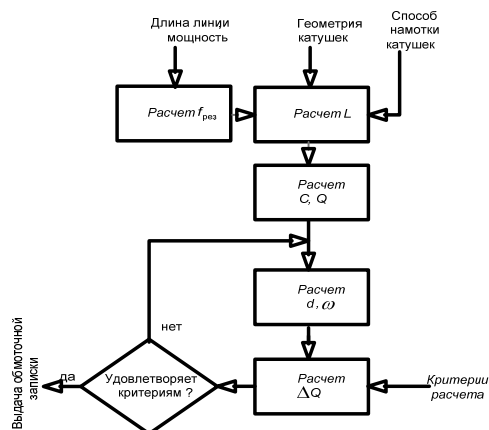 Длина линии
мощность
Геометрия
катушек
Способ
намотки
катушек
Расчет fрез
Расчет L
Расчет
C, Q
Расчет
d, ω
нет
Расчет
ΔQ
Критерии
расчета
Удовлетворяет
критериям ?
да
Выдача обмоточной
записки